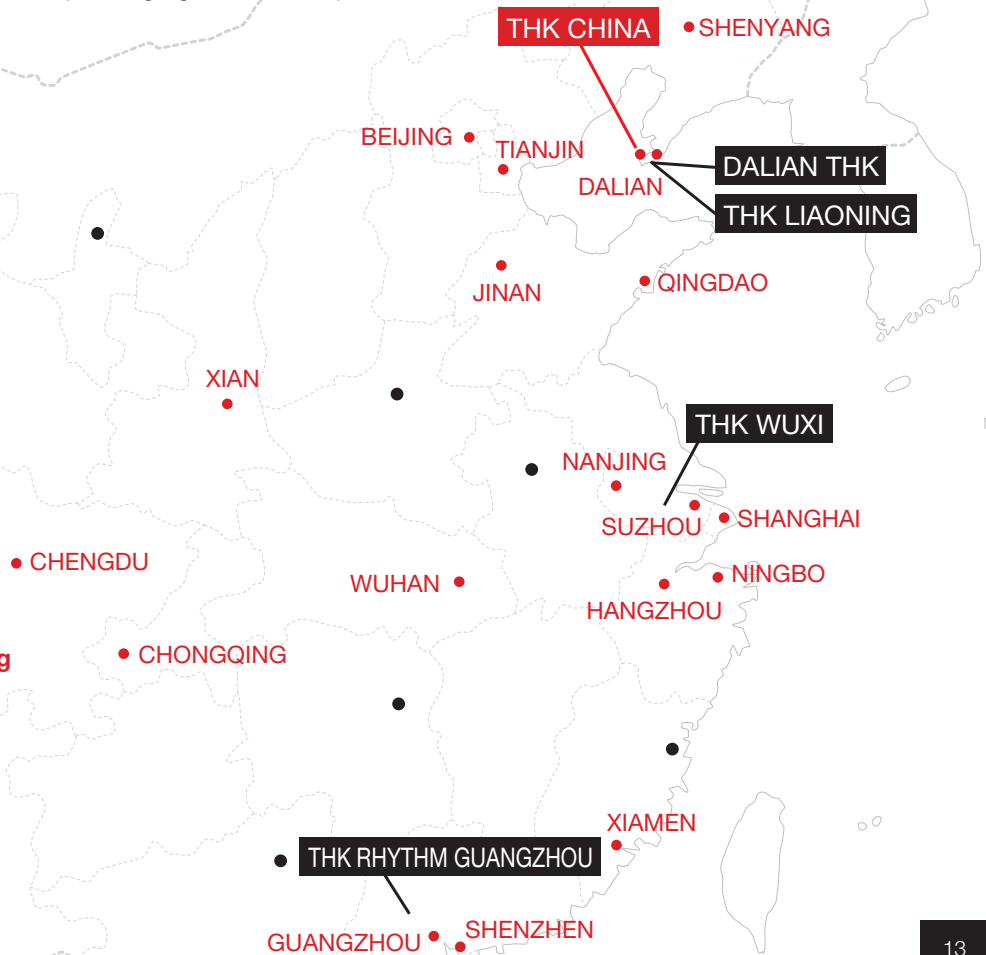 THK CHINA
SHENYANG
BEIJING
TIANJIN
DALIAN THK
DALIAN
THK LIAONING
JINAN
QINGDAO
XIAN
THK WUXI
NANJING
SUZHOU
SHANGHAI
CHENGDU
WUHAN
NINGBO
HANGZHOU
g
CHONGQING
XIAMEN
THK RHYTHM GUANGZHOU
SHENZHEN
GUANGZHOU
13